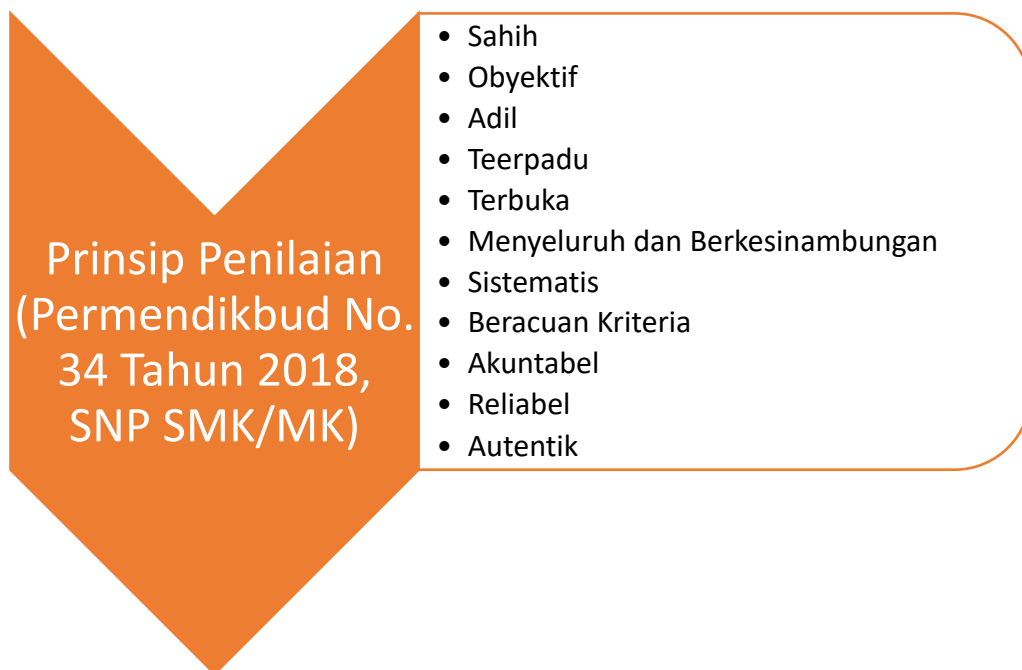 Prinsip Penilaian
(Permendikbud No.
34 Tahun 2018,
SNP SMK/MK)
• Sahih
• Obyektif
• Adil
• Teerpadu
• Terbuka
• Menyeluruh dan Berkesinambungan
• Sistematis
• Beracuan Kriteria
• Akuntabel
• Reliabel
• Autentik